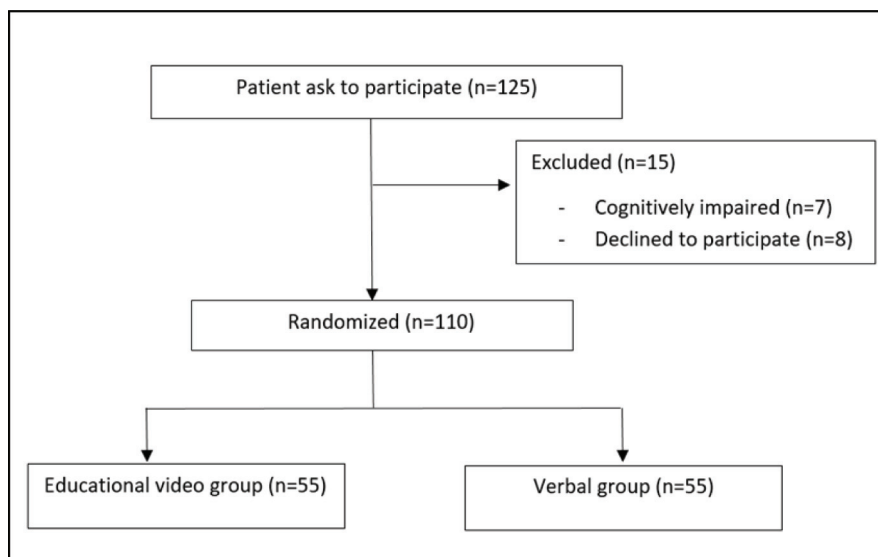 Patient ask to participate (n=125)
Excluded (n=15)
- Cognitively impaired (n=7)
- Declined to participate (n=8)
Randomized (n=110)
Educational video group (n=55)
Verbal group (n=55)